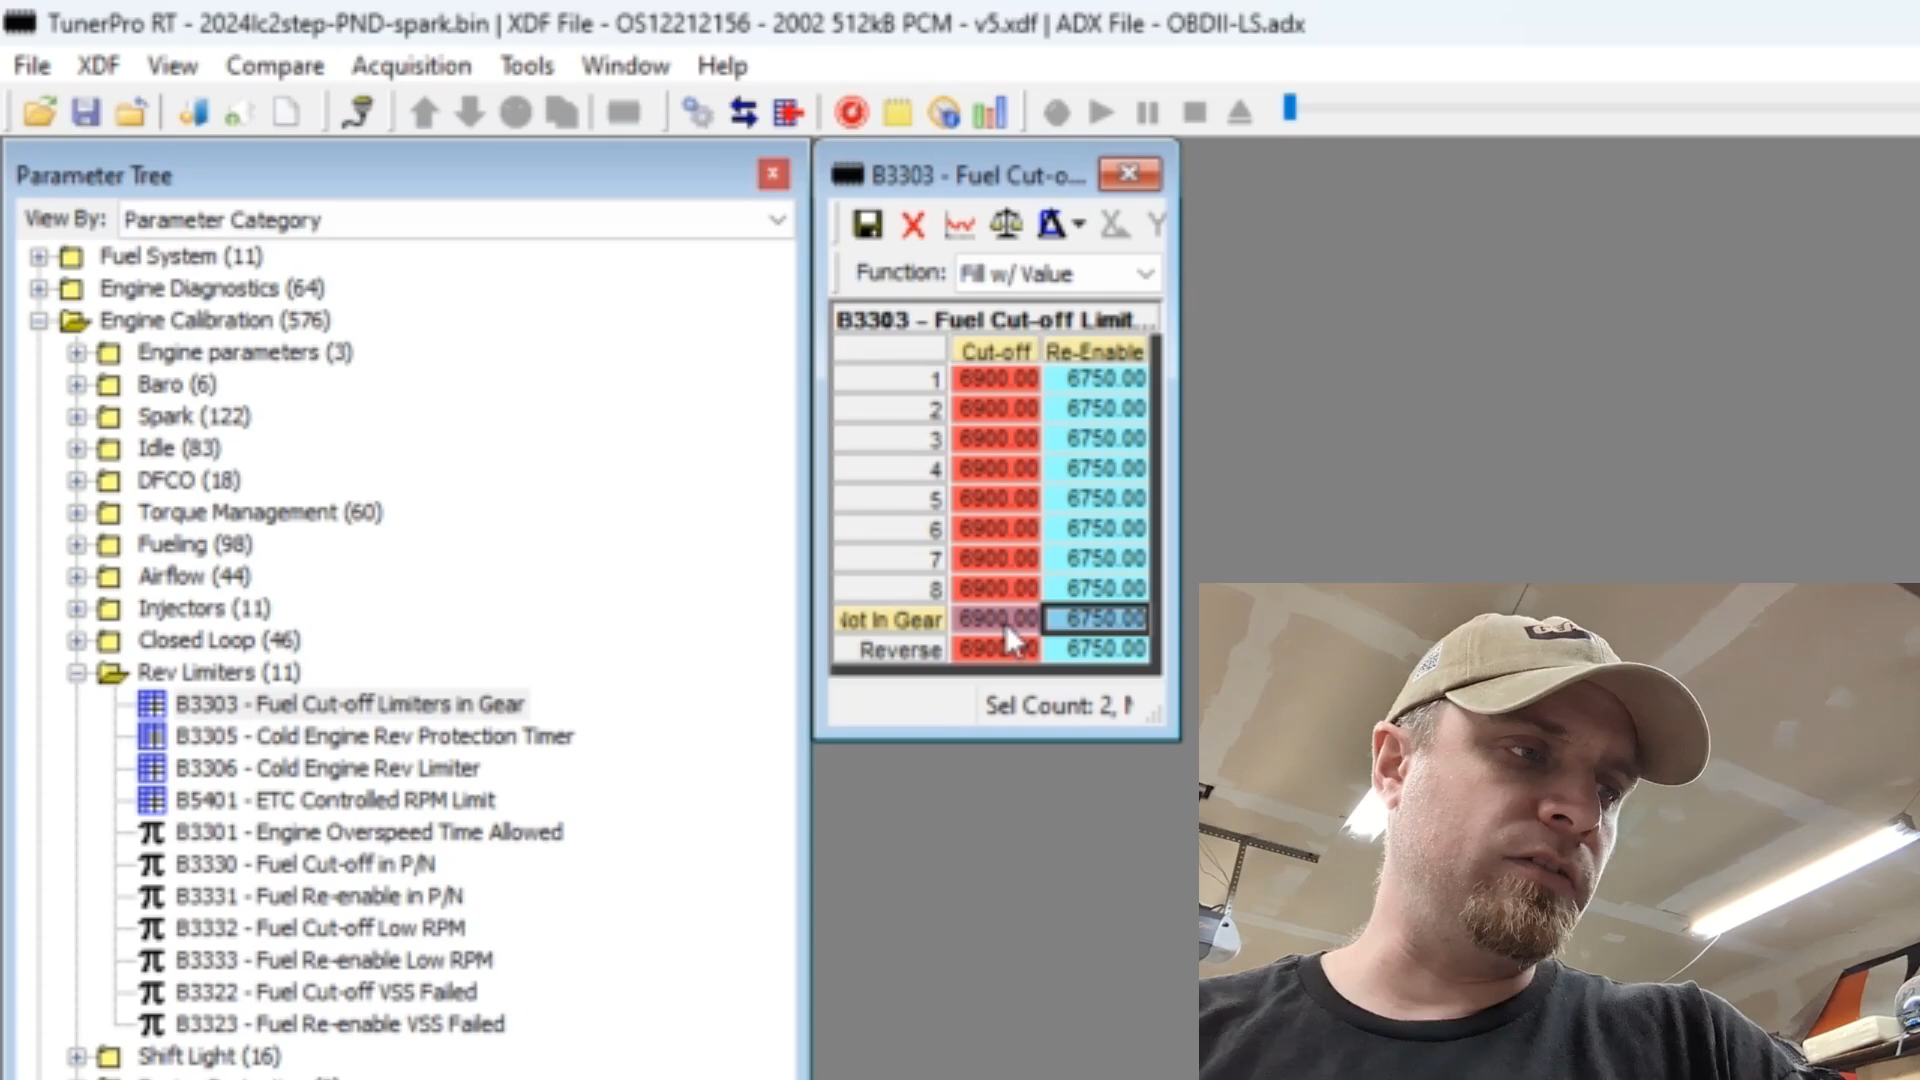 TunerPro RT - 2024lc2step-PND-spark.bin | XDF File - OS12212156 - 2002 512kB PCM - v5.xdf | ADX File - OBDII-LS.adx
File XDF View Compare Acquisition Tools Window Help
Parameter Tree
View By: Parameter Category
Fuel System (11)
Engine Diagnostics (64)
Engine Calibration (576)
Engine parameters (3)
Baro (6)
Spark (122)
Idle (83)
DFCO (18)
Torque Management (60)
Fueling (98)
Airflow (44)
Injectors (11)
Closed Loop (46)
Rev Limiters (11)
B3303 - Fuel Cut-off Limiters in Gear
B3305 - Cold Engine Rev Protection Timer
B3306 - Cold Engine Rev Limiter
B5401 - ETC Controlled RPM Limit
B3301 - Engine Overspeed Time Allowed
B3330 - Fuel Cut-off in P/N
B3331 - Fuel Re-enable in P/N
B3332 - Fuel Cut-off Low RPM
B3333 - Fuel Re-enable Low RPM
B3322 - Fuel Cut-off VSS Failed
B3323 - Fuel Re-enable VSS Failed
Shift Light (16)
B3303 - Fuel Cut-o...
Function: Fill w/ Value
B3303 - Fuel Cut-off Limit...
Cut-off Re-Enable
1 6900.00 6750.00
2 6900.00 6750.00
3 6900.00 6750.00
4 6900.00 6750.00
5 6900.00 6750.00
6 6900.00 6750.00
7 6900.00 6750.00
8 6900.00 6750.00
Not In Gear 6900.00 6750.00
Reverse 6900.00 6750.00
Sel Count: 2,